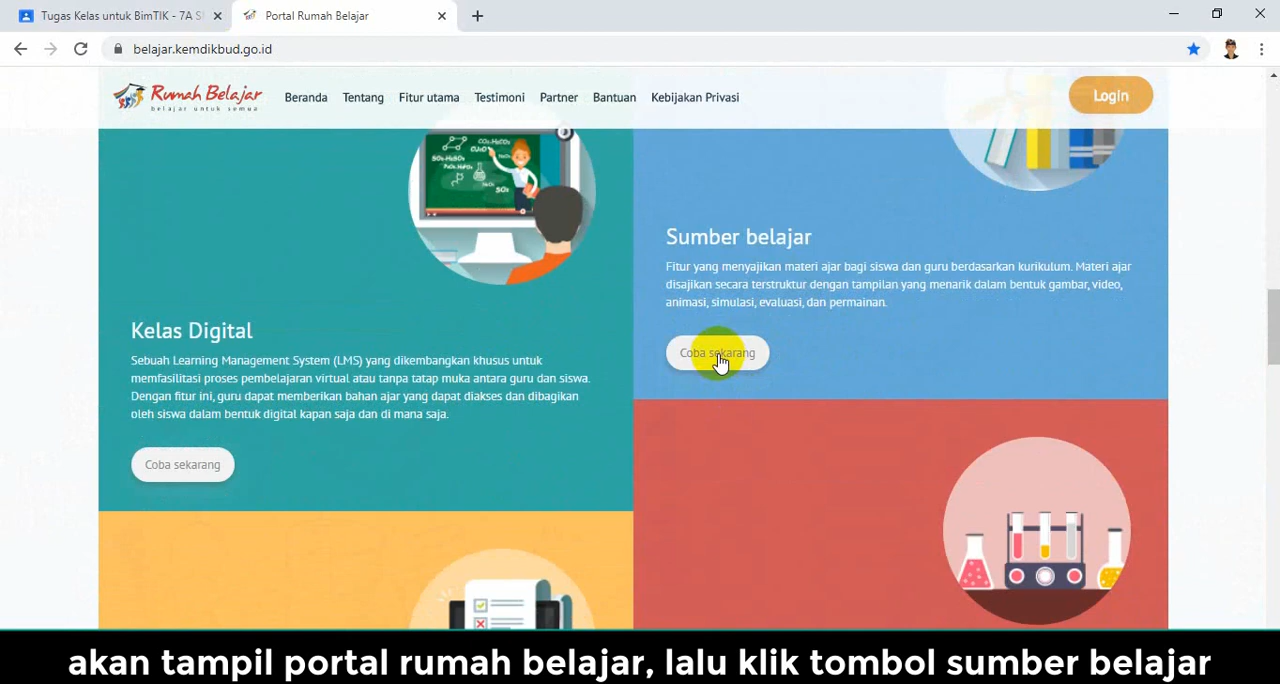 Tugas Kelas untuk BimTIK - 7A S
Portal Rumah Belajar
belajar.kemdikbud.go.id
Rumah Belajar
belajar untuk semua
Beranda
Tentang
Fitur utama
Testimoni
Partner
Bantuan
Kebijakan Privasi
Login
Sumber belajar
Fitur yang menyajikan materi ajar bagi siswa dan guru berdasarkan kurikulum. Materi ajar
disajikan secara terstruktur dengan tampilan yang menarik dalam bentuk gambar, video,
animasi, simulasi, evaluasi, dan permainan.
Coba sekarang
Kelas Digital
Sebuah Learning Management System (LMS) yang dikembangkan khusus untuk
memfasilitasi proses pembelajaran virtual atau tanpa tatap muka antara guru dan siswa.
Dengan fitur ini, guru dapat memberikan bahan ajar yang dapat diakses dan dibagikan
oleh siswa dalam bentuk digital kapan saja dan di mana saja.
Coba sekarang
akan tampil portal rumah belajar, lalu klik tombol sumber belajar